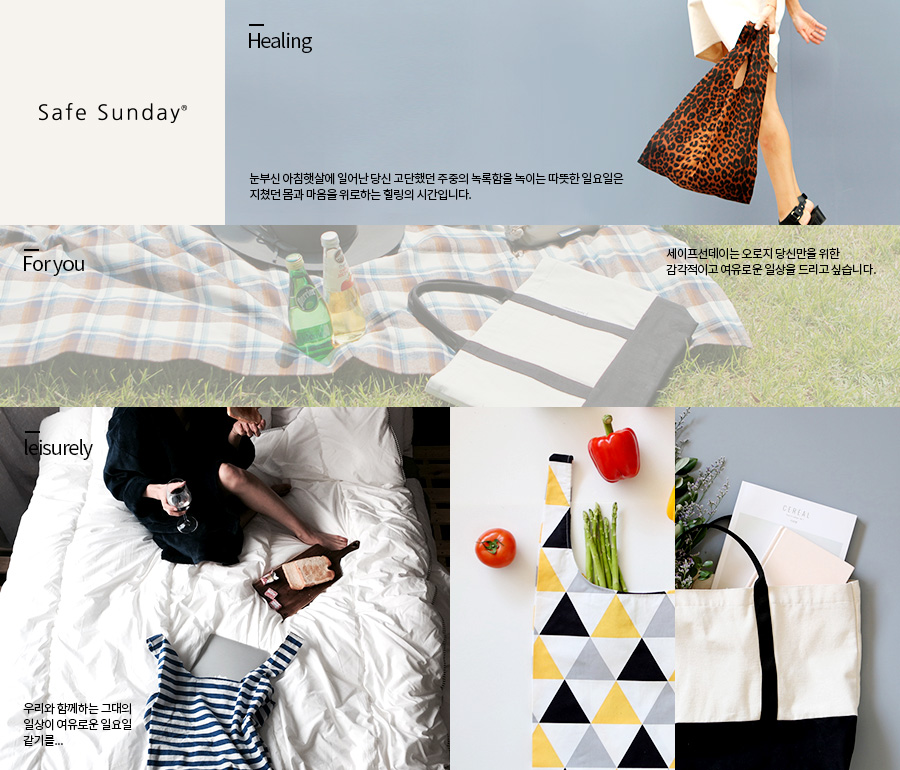 Safe Sunday®
Healing
눈부신 아침햇살에 일어난 당신 고단했던 주중의 녹록함을 녹이는 따뜻한 일요일은
지쳤던 몸과 마음을 위로하는 힐링의 시간입니다.
For you
세이프선데이는 오로지 당신만을 위한
감각적이고 여유로운 일상을 드리고 싶습니다.
leisurely
우리와 함께하는 그대의
일상이 여유로운 일요일
같기를...
CEREAL